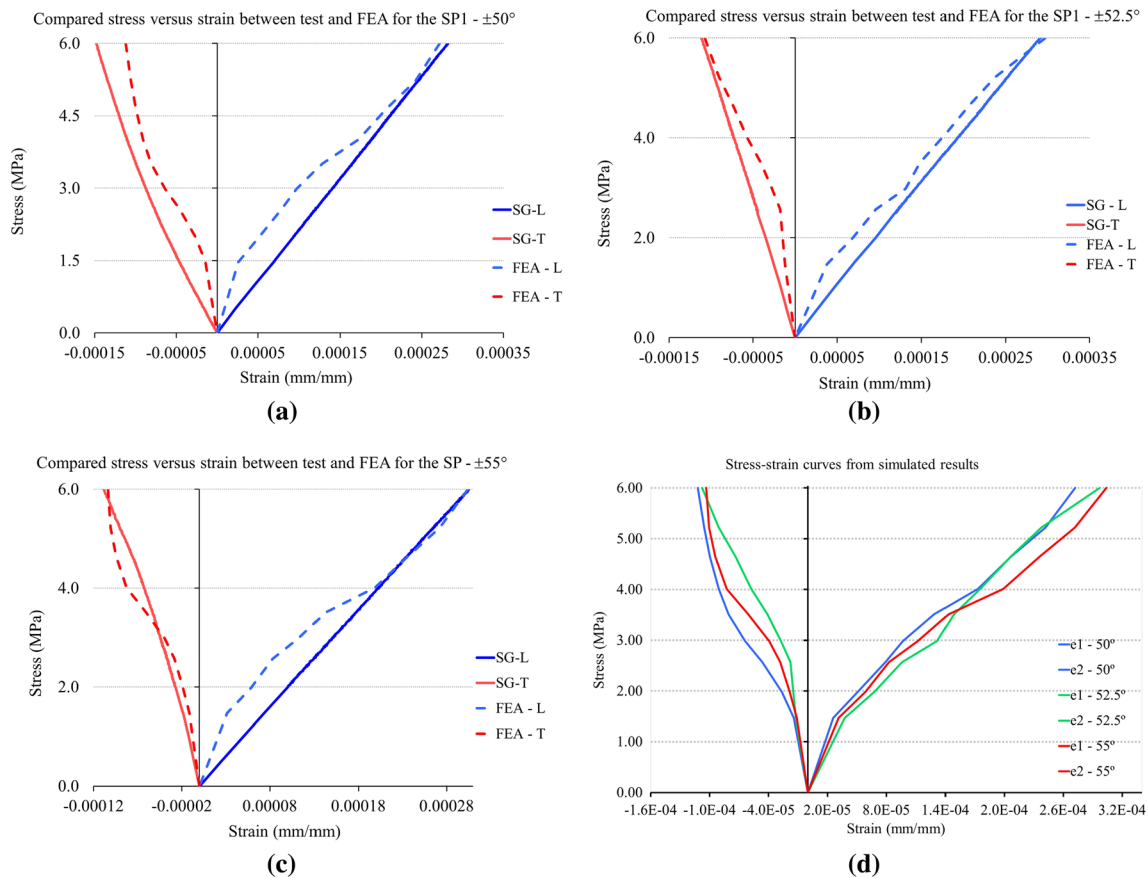 Compared stress versus strain between test and FEA for the SP1 - ±50°
6.0
4.5
3.0
1.5
0.0
Stress (MPa)
-0.00015 -0.00005 0.00005 0.00015 0.00025 0.00035
Strain (mm/mm)
SG-L
SG-T
FEA - L
FEA - T
(a)
Compared stress versus strain between test and FEA for the SP1 - ±52.5°
6.0
4.0
2.0
0.0
Stress (MPa)
-0.00015 -0.00005 0.00005 0.00015 0.00025 0.00035
Strain (mm/mm)
SG - L
SG-T
FEA - L
FEA - T
(b)
Compared stress versus strain between test and FEA for the SP - ±55°
6.0
4.0
2.0
0.0
Stress (MPa)
-0.00012 -0.00002 0.00008 0.00018 0.00028
Strain (mm/mm)
SG-L
SG-T
FEA - L
FEA - T
(c)
Stress-strain curves from simulated results
6.00
5.00
4.00
3.00
2.00
1.00
0.00
Stress (MPa)
-1.6E-04 -1.0E-04 -4.0E-05 2.0E-05 8.0E-05 1.4E-04 2.0E-04 2.6E-04 3.2E-04
Strain (mm/mm)
e1 - 50º
e2 - 50º
e1 - 52.5º
e2 - 52.5º
e1 - 55º
e2 - 55º
(d)